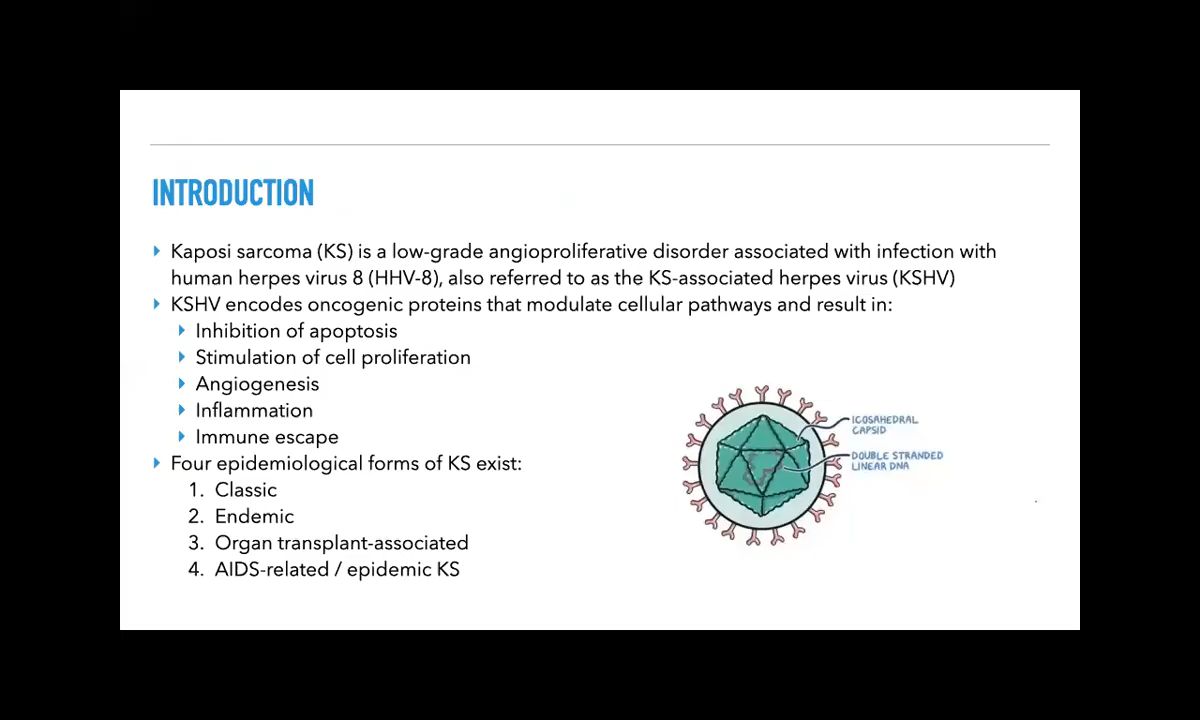 INTRODUCTION
Kaposi sarcoma (KS) is a low-grade angioproliferative disorder associated with infection with
human herpes virus 8 (HHV-8), also referred to as the KS-associated herpes virus (KSHV)
KSHV encodes oncogenic proteins that modulate cellular pathways and result in:
Inhibition of apoptosis
Stimulation of cell proliferation
Angiogenesis
Inflammation
Immune escape
Four epidemiological forms of KS exist:
1. Classic
2. Endemic
3. Organ transplant-associated
4. AIDS-related / epidemic KS
ICOSAHEDRAL
CAPSID
DOUBLE STRANDED
LINEAR DNA